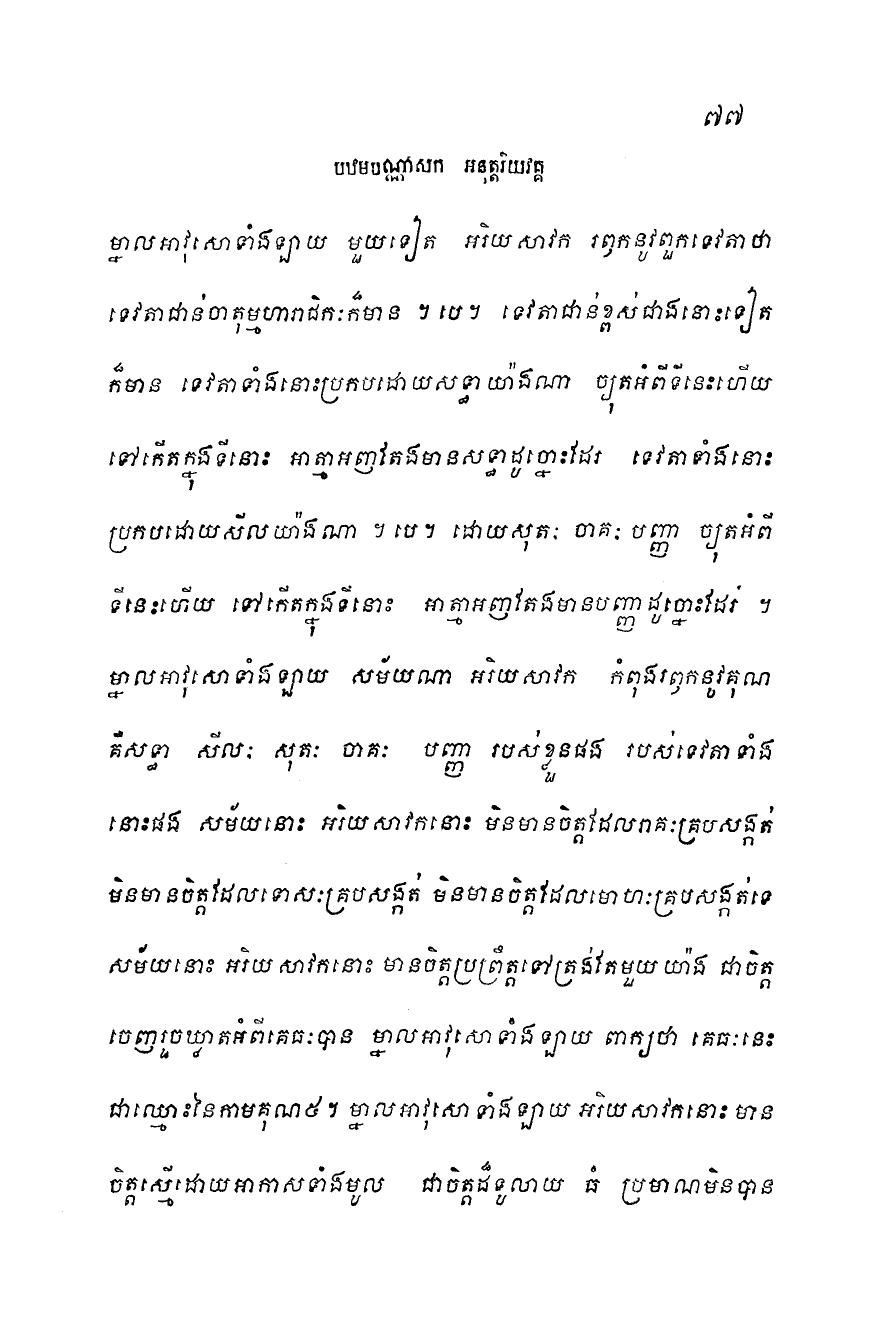 ៧៧
បឋមបណ្ណាសក អនុត្តរិយវគ្គ
ម្នាលអាវុសោទាំងឡាយ មួយទៀត អរិយសាវក រឭកនូវពួកទេវតាថា
ទេវតាជាន់ចាតុម្មហារាជិកៈក៏មាន ។ បេ។ ទេវតាជាន់ខ្ពស់ជាងនោះទៀត
ក៏មាន ទេវតាទាំងនោះប្រកបដោយសទ្ធាយ៉ាងណា ច្យុតអំពីទីនេះហើយ
ទៅកើតក្នុងទីនោះ អាត្មាអញតែងមានសទ្ធាដូច្នោះដែរ ទេវតាទាំងនោះ
ប្រកបដោយសីលយ៉ាងណា ។ បេ។ ដោយសុតៈ ចាគៈ បញ្ញា ច្យុតអំពី
ទីនេះហើយ ទៅកើតក្នុងទីនោះ អាត្មាអញតែងមានបញ្ញាដូច្នោះដែរ ។
ម្នាលអាវុសោទាំងឡាយ សម័យណា អរិយសាវក កំពុងរឭកនូវគុណ
គឺសទ្ធា សីលៈ សុតៈ ចាគៈ បញ្ញា របស់ខ្លួនផង របស់ទេវតាទាំង
នោះផង សម័យនោះ អរិយសាវកនោះ មិនមានចិត្តដែលរាគៈគ្របសង្កត់
មិនមានចិត្តដែលទោសៈគ្របសង្កត់ មិនមានចិត្តដែលមោហៈគ្របសង្កត់ទេ
សម័យនោះ អរិយសាវកនោះ មានចិត្តប្រព្រឹត្តទៅត្រង់តែមួយយ៉ាង ជាចិត្ត
ចេញរួចឃ្លាតអំពីគេធៈបាន ម្នាលអាវុសោទាំងឡាយ ពាក្យថា គេធៈនេះ
ជាឈ្មោះនៃកាមគុណ៥។ ម្នាលអាវុសោទាំងឡាយ អរិយសាវកនោះ មាន
ចិត្តស្មើដោយអាកាសទាំងមូល ជាចិត្តដ៏ទូលាយ ធំ ប្រមាណមិនបាន